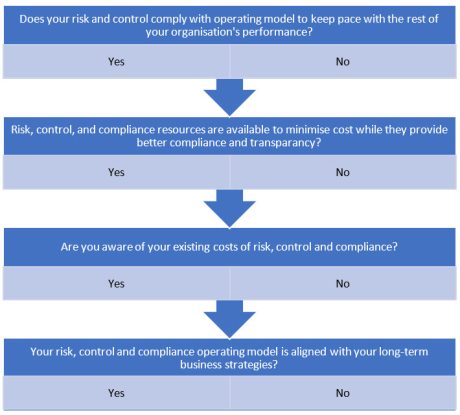 Does your risk and control comply with operating model to keep pace with the rest of
your organisation's performance?
Yes No
Risk, control, and compliance resources are available to minimise cost while they provide
better compliance and transparancy?
Yes No
Are you aware of your existing costs of risk, control and compliance?
Yes No
Your risk, control and compliance operating model is aligned with your long-term
business strategies?
Yes No